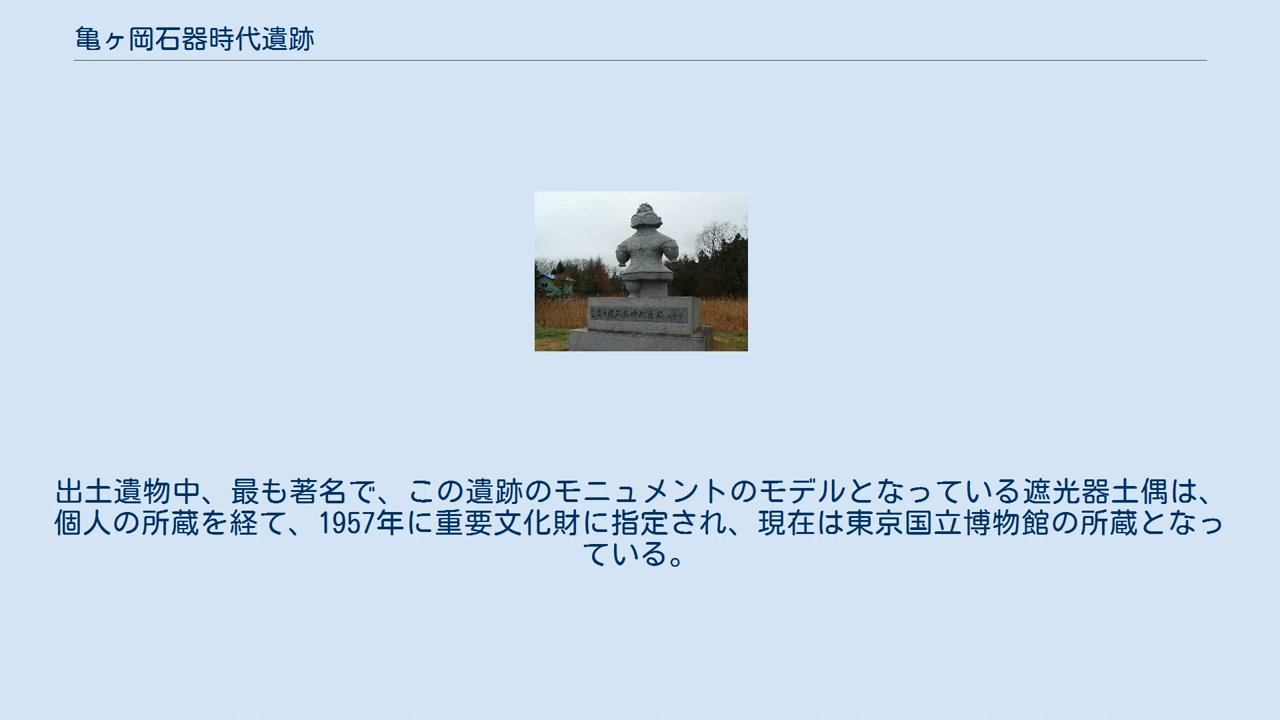 亀ヶ岡石器時代遺跡
出土遺物中、最も著名で、この遺跡のモニュメントのモデルとなっている遮光器土偶は、
個人の所蔵を経て、1957年に重要文化財に指定され、現在は東京国立博物館の所蔵となっ
ている。